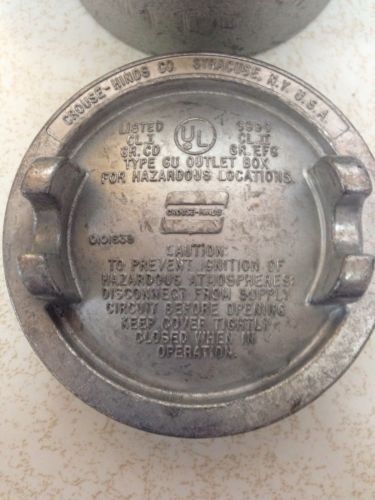 CROUSE-HINDS CO. SYRACUSE, N.Y. U.S.A.
LISTED UL
CL-I CL-II
GR. CD GR. EFG
TYPE GU OUTLET BOX
FOR HAZARDOUS LOCATIONS.
CROUSE-HINDS
CAUTION
TO PREVENT IGNITION OF
HAZARDOUS ATMOSPHERES:
DISCONNECT FROM SUPPLY
CIRCUIT BEFORE OPENING
KEEP COVER TIGHTLY
CLOSED WHEN IN
OPERATION.